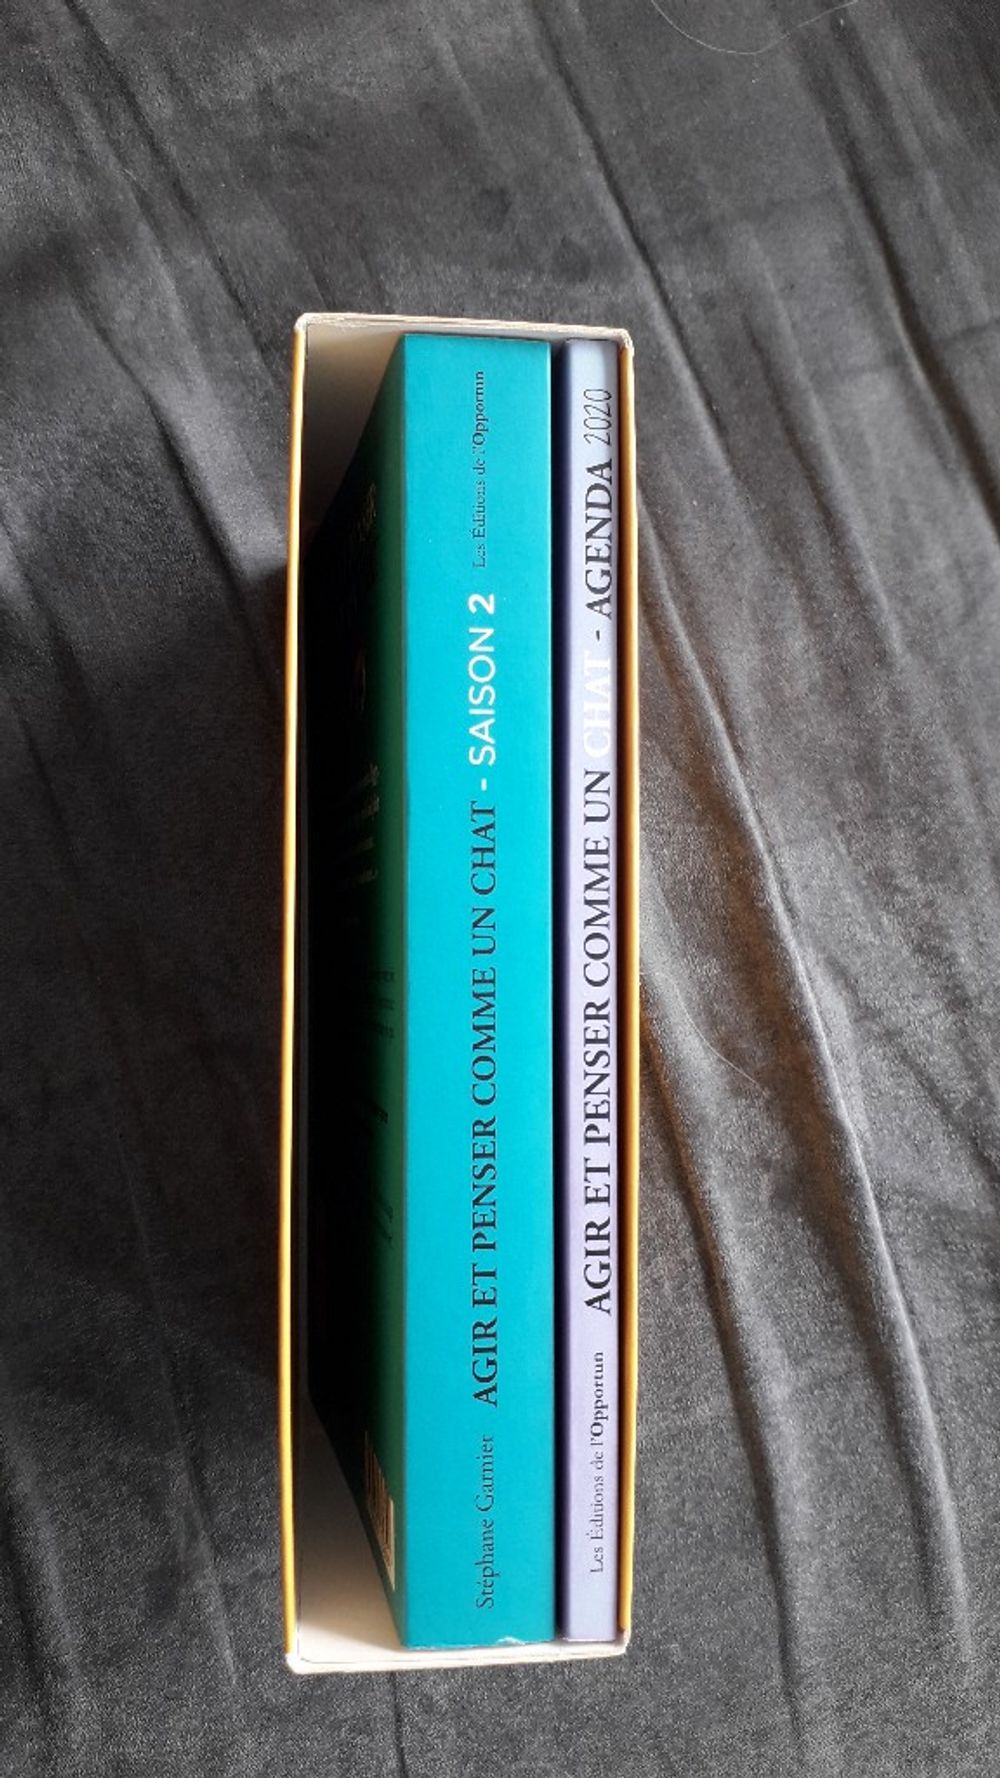 Stéphane Garnier AGIR ET PENSER COMME UN CHAT - SAISON 2 Les Éditions de l'Opportun
Les Éditions de l'Opportun AGIR ET PENSER COMME UN CHAT - AGENDA 2020